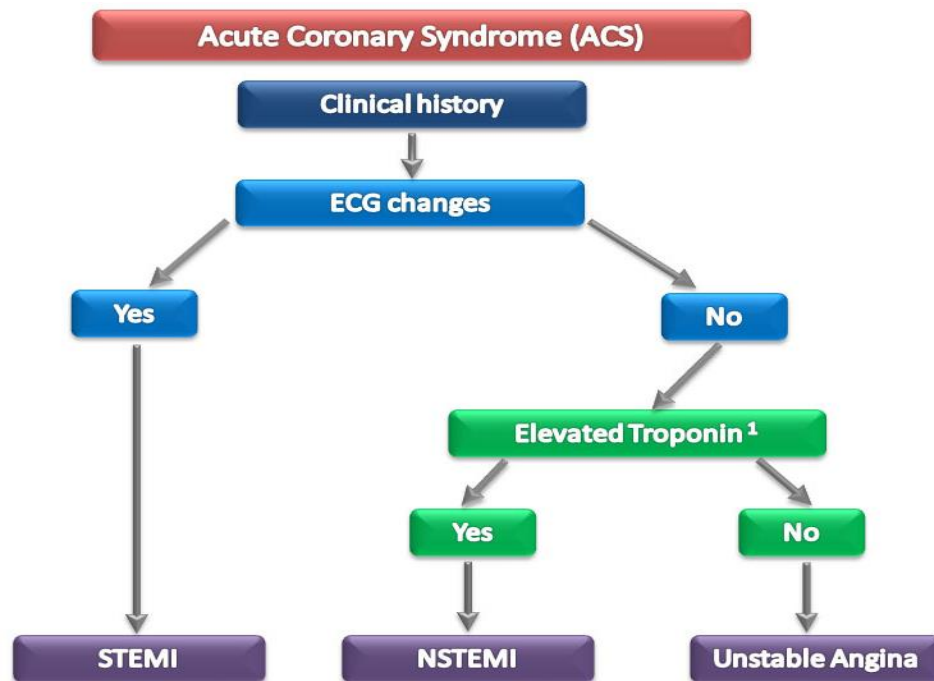 Acute Coronary Syndrome (ACS)
Clinical history
ECG changes
Yes
No
Elevated Troponin ¹
Yes
No
STEMI
NSTEMI
Unstable Angina